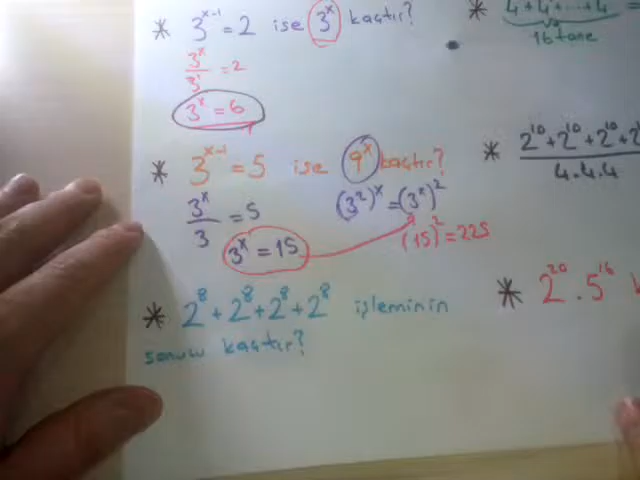 * 3^(x-1) = 2 ise 3^x kaçtır?
3^x / 3^1 = 2
3^x = 6
* 3^(x-1) = 5 ise 9^x kaçtır?
3^x / 3 = 5
(3^2)^x = (3^x)^2
3^x = 15
(15)^2 = 225
* 2^8 + 2^8 + 2^8 + 2^8 işleminin
sonucu kaçtır?
* 4+4+...+4
16 tane
* 2^10 + 2^10 + 2^10 + 2
4.4.4
* 2^20 . 5^16